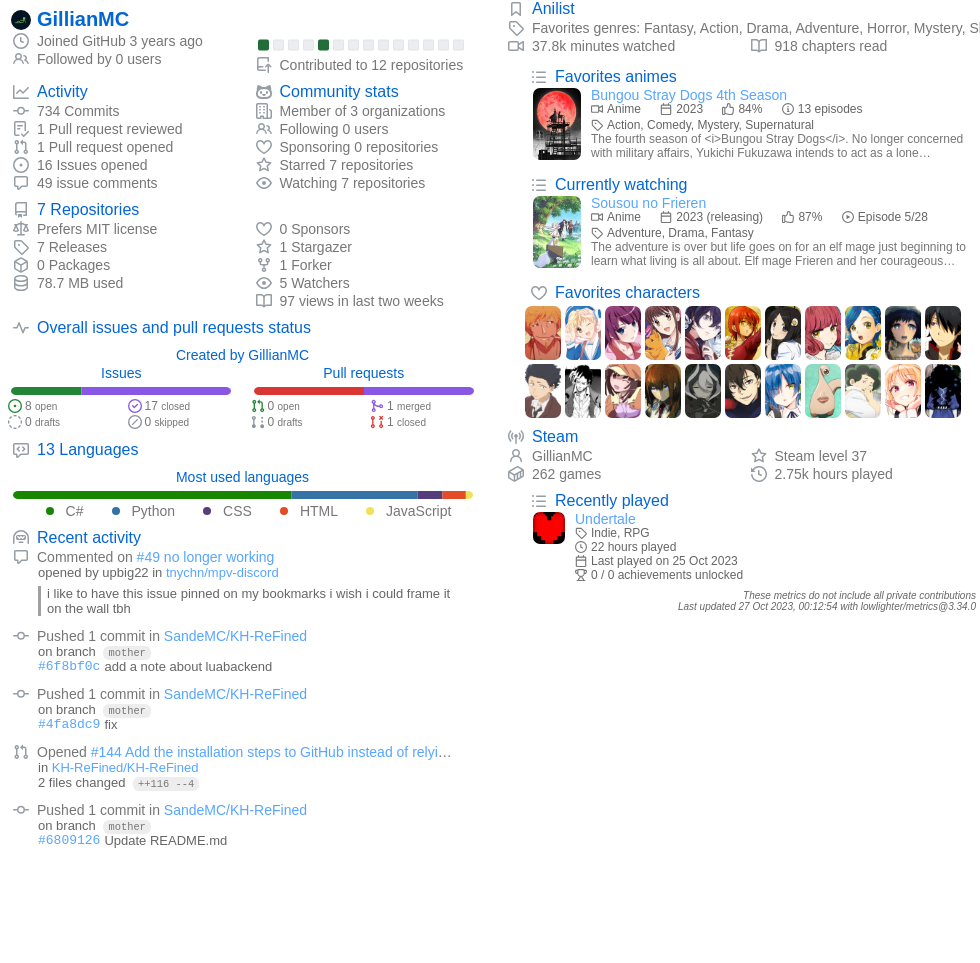 GillianMC
Joined GitHub 3 years ago
Followed by 0 users
Contributed to 12 repositories
Activity
734 Commits
1 Pull request reviewed
1 Pull request opened
16 Issues opened
49 issue comments
Community stats
Member of 3 organizations
Following 0 users
Sponsoring 0 repositories
Starred 7 repositories
Watching 7 repositories
7 Repositories
Prefers MIT license
7 Releases
0 Packages
78.7 MB used
0 Sponsors
1 Stargazer
1 Forker
5 Watchers
97 views in last two weeks
Overall issues and pull requests status
Created by GillianMC
Issues
8 open
17 closed
0 drafts
0 skipped
Pull requests
0 open
1 merged
0 drafts
1 closed
13 Languages
Most used languages
C# Python CSS HTML JavaScript
Recent activity
Commented on #49 no longer working
opened by upbig22 in tnychn/mpv-discord
i like to have this issue pinned on my bookmarks i wish i could frame it
on the wall tbh
Pushed 1 commit in SandeMC/KH-ReFined
on branch mother
#6f8bf0c add a note about luabackend
Pushed 1 commit in SandeMC/KH-ReFined
on branch mother
#4fa8dc9 fix
Opened #144 Add the installation steps to GitHub instead of relyi…
in KH-ReFined/KH-ReFined
2 files changed ++116 --4
Pushed 1 commit in SandeMC/KH-ReFined
on branch mother
#6809126 Update README.md
Anilist
Favorites genres: Fantasy, Action, Drama, Adventure, Horror, Mystery, Sl
37.8k minutes watched
918 chapters read
Favorites animes
Bungou Stray Dogs 4th Season
Anime 2023 84% 13 episodes
Action, Comedy, Mystery, Supernatural
The fourth season of <i>Bungou Stray Dogs</i>. No longer concerned
with military affairs, Yukichi Fukuzawa intends to act as a lone…
Currently watching
Sousou no Frieren
Anime 2023 (releasing) 87% Episode 5/28
Adventure, Drama, Fantasy
The adventure is over but life goes on for an elf mage just beginning to
learn what living is all about. Elf mage Frieren and her courageous…
Favorites characters
Steam
GillianMC
Steam level 37
262 games
2.75k hours played
Recently played
Undertale
Indie, RPG
22 hours played
Last played on 25 Oct 2023
0 / 0 achievements unlocked
These metrics do not include all private contributions
Last updated 27 Oct 2023, 00:12:54 with lowlighter/metrics@3.34.0